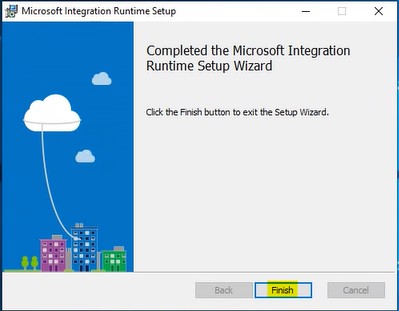 Microsoft Integration Runtime Setup
Completed the Microsoft Integration
Runtime Setup Wizard
Click the Finish button to exit the Setup Wizard.
Back
Finish
Cancel